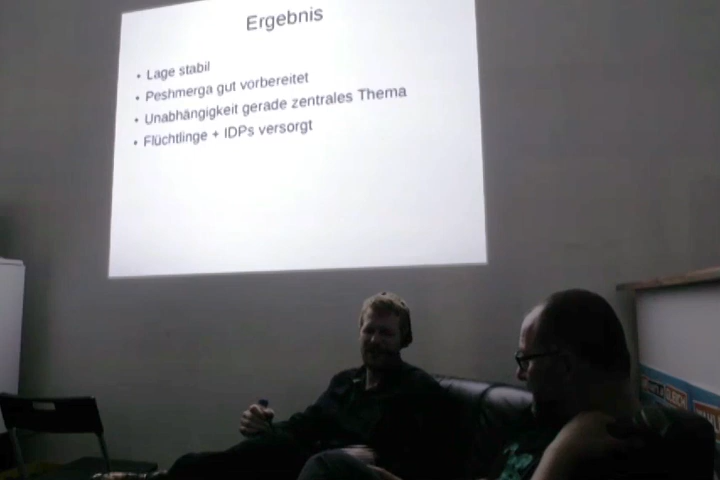 Ergebnis
• Lage stabil
• Peshmerga gut vorbereitet
• Unabhängigkeit gerade zentrales Thema
• Flüchtlinge + IDPs versorgt